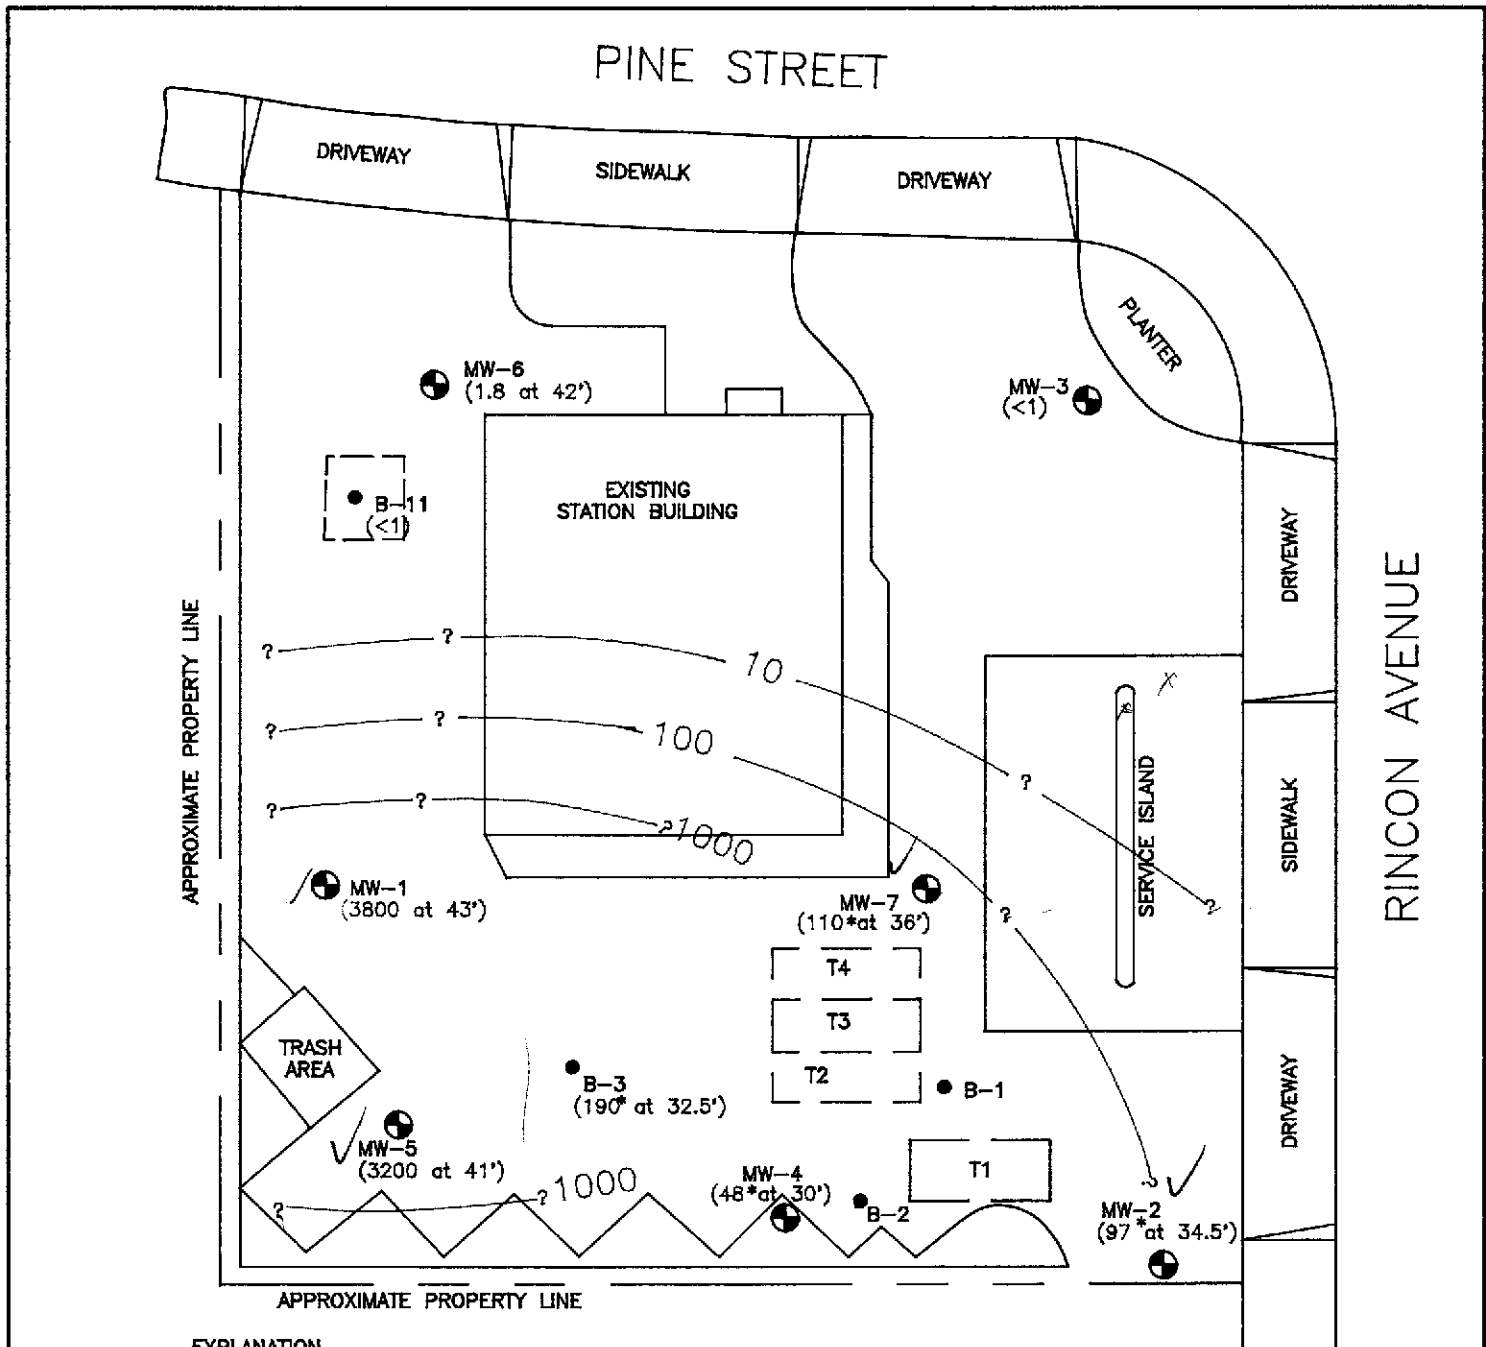 PINE STREET
DRIVEWAY
SIDEWALK
DRIVEWAY
PLANTER
MW-6
(1.8 at 42')
MW-3
(<1)
B-11
(<1)
EXISTING
STATION BUILDING
DRIVEWAY
RINCON AVENUE
APPROXIMATE PROPERTY LINE
? ? 10 ? ?
? ? 100 ?
? ? ? 1000
SERVICE ISLAND
SIDEWALK
MW-1
(3800 at 43')
MW-7
(110*at 36')
T4
T3
T2
TRASH
AREA
B-3
(190* at 32.5')
B-1
DRIVEWAY
MW-5
(3200 at 41')
T1
MW-4
(48*at 30')
? ? 1000
B-2
?
MW-2
(97*at 34.5')
APPROXIMATE PROPERTY LINE
EXPLANATION